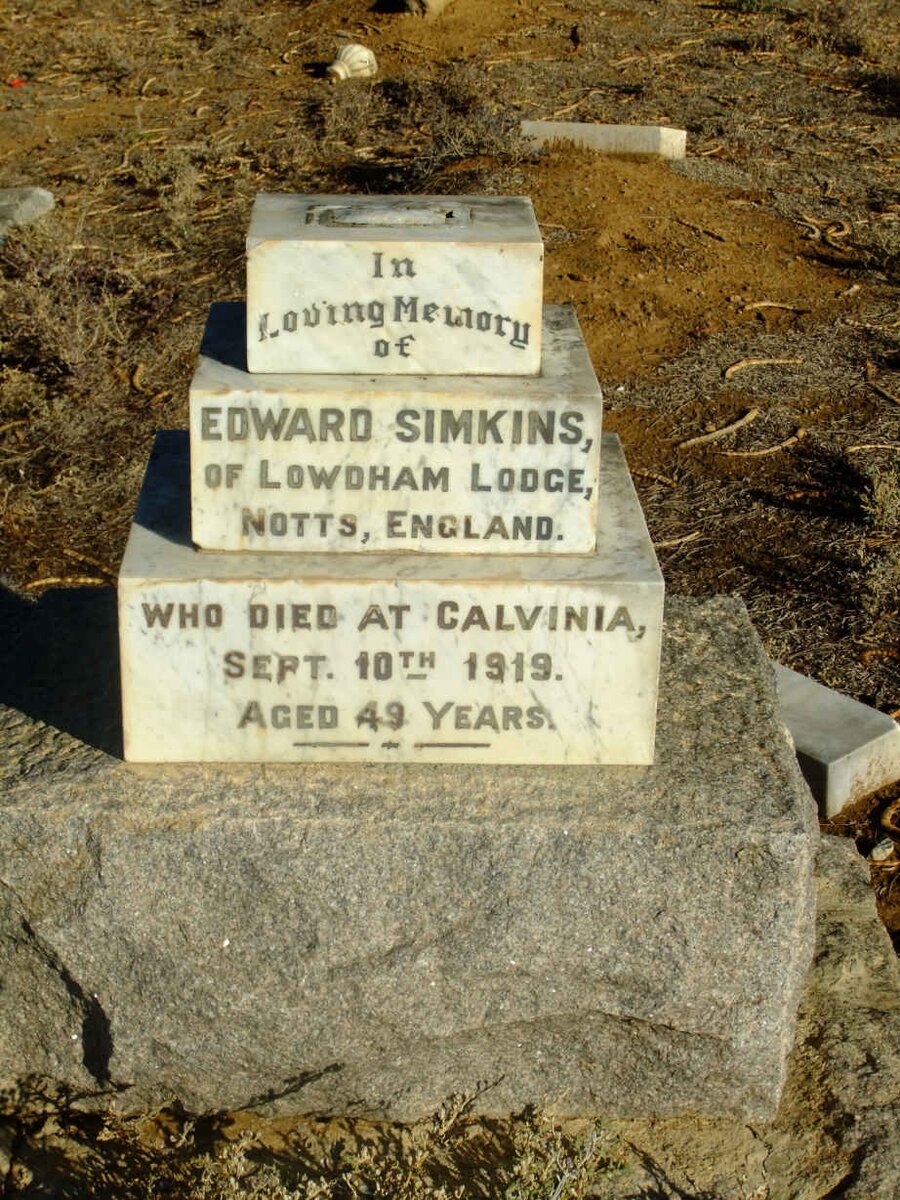 In
Loving Memory
of
EDWARD SIMKINS,
OF LOWDHAM LODGE,
NOTTS, ENGLAND.
WHO DIED AT CALVINIA,
SEPT. 10TH 1919.
AGED 49 YEARS.